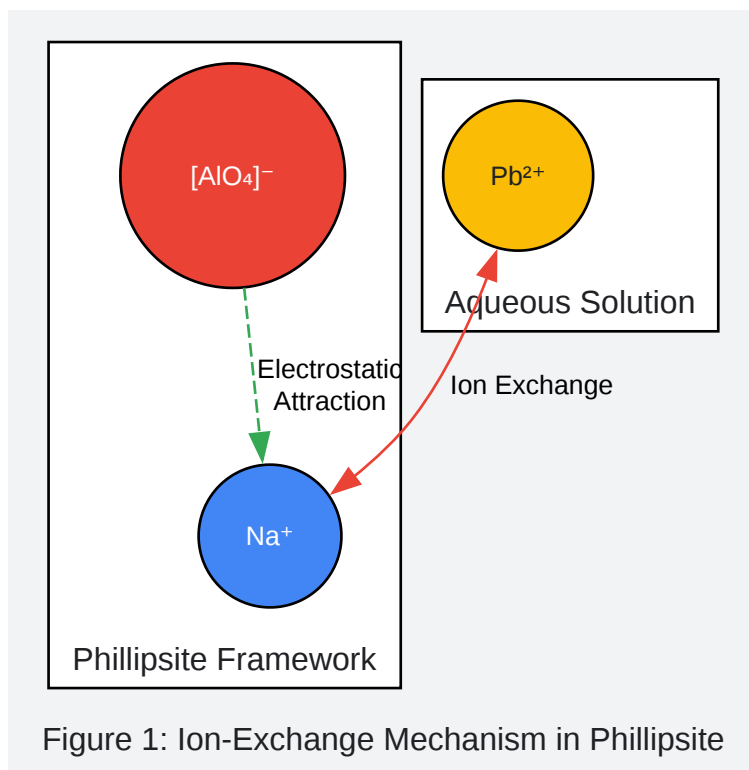 [AlO₄]⁻
Pb²⁺
Aqueous Solution
Electrostatic
Attraction
Ion Exchange
Na⁺
Phillipsite Framework
Figure 1: Ion-Exchange Mechanism in Phillipsite